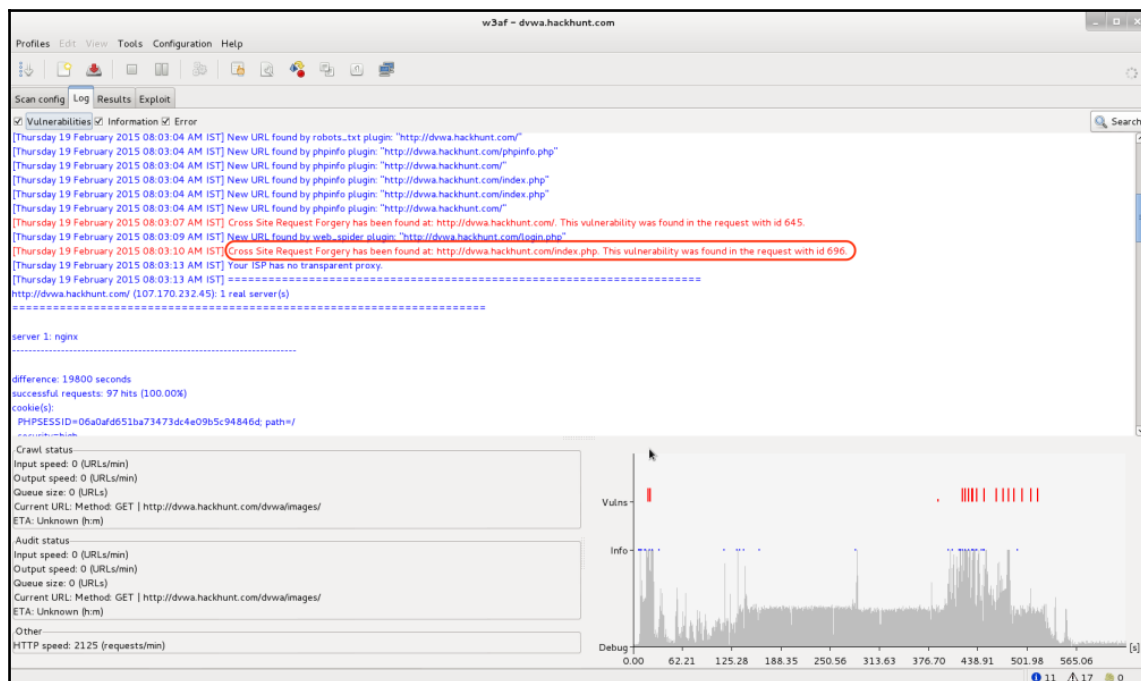 w3af - dvwa.hackhunt.com
Profiles Edit View Tools Configuration Help
Scan config Log Results Exploit
Vulnerabilities Information Error
Search
[Thursday 19 February 2015 08:03:04 AM IST] New URL found by robots_txt plugin: "http://dvwa.hackhunt.com/"
[Thursday 19 February 2015 08:03:04 AM IST] New URL found by phpinfo plugin: "http://dvwa.hackhunt.com/phpinfo.php"
[Thursday 19 February 2015 08:03:04 AM IST] New URL found by phpinfo plugin: "http://dvwa.hackhunt.com/"
[Thursday 19 February 2015 08:03:04 AM IST] New URL found by phpinfo plugin: "http://dvwa.hackhunt.com/index.php"
[Thursday 19 February 2015 08:03:04 AM IST] New URL found by phpinfo plugin: "http://dvwa.hackhunt.com/index.php"
[Thursday 19 February 2015 08:03:04 AM IST] New URL found by phpinfo plugin: "http://dvwa.hackhunt.com/"
[Thursday 19 February 2015 08:03:07 AM IST] Cross Site Request Forgery has been found at: http://dvwa.hackhunt.com/. This vulnerability was found in the request with id 645.
[Thursday 19 February 2015 08:03:09 AM IST] New URL found by web_spider plugin: "http://dvwa.hackhunt.com/login.php"
[Thursday 19 February 2015 08:03:10 AM IST] Cross Site Request Forgery has been found at: http://dvwa.hackhunt.com/index.php. This vulnerability was found in the request with id 696.
[Thursday 19 February 2015 08:03:13 AM IST] Your ISP has no transparent proxy.
[Thursday 19 February 2015 08:03:13 AM IST] ======================================================================
http://dvwa.hackhunt.com/ (107.170.232.45): 1 real server(s)
======================================================================
server 1: nginx
----------------------------------------------------------------------
difference: 19800 seconds
successful requests: 97 hits (100.00%)
cookie(s):
PHPSESSID=06a0afd651ba73473dc4e09b5c94846d; path=/
security=high
Crawl status
Input speed: 0 (URLs/min)
Output speed: 0 (URLs/min)
Queue size: 0 (URLs)
Current URL: Method: GET | http://dvwa.hackhunt.com/dvwa/images/
ETA: Unknown (h:m)
Audit status
Input speed: 0 (URLs/min)
Output speed: 0 (URLs/min)
Queue size: 0 (URLs)
Current URL: Method: GET | http://dvwa.hackhunt.com/dvwa/images/
ETA: Unknown (h:m)
Other
HTTP speed: 2125 (requests/min)
Vulns
Info
Debug
[s]
0.00 62.21 125.28 188.35 250.56 313.63 376.70 438.91 501.98 565.06
11 17 0